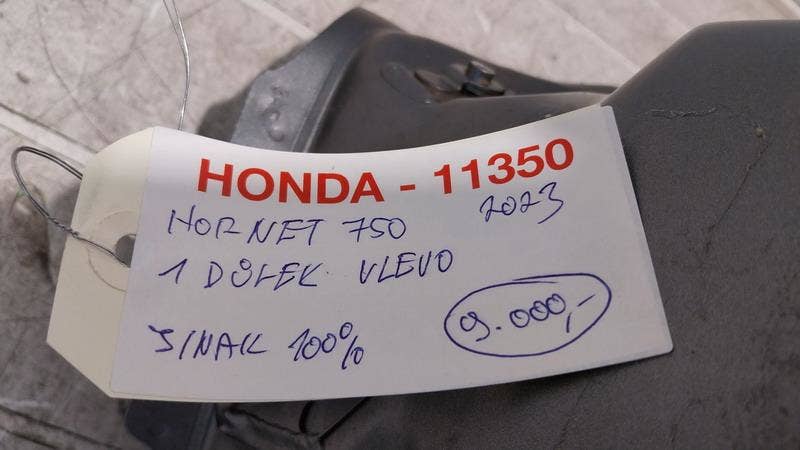 HONDA - 11350
HORNET 750 2023
1 DŮLEK VLEVO
JINAK 100%
9.000,-